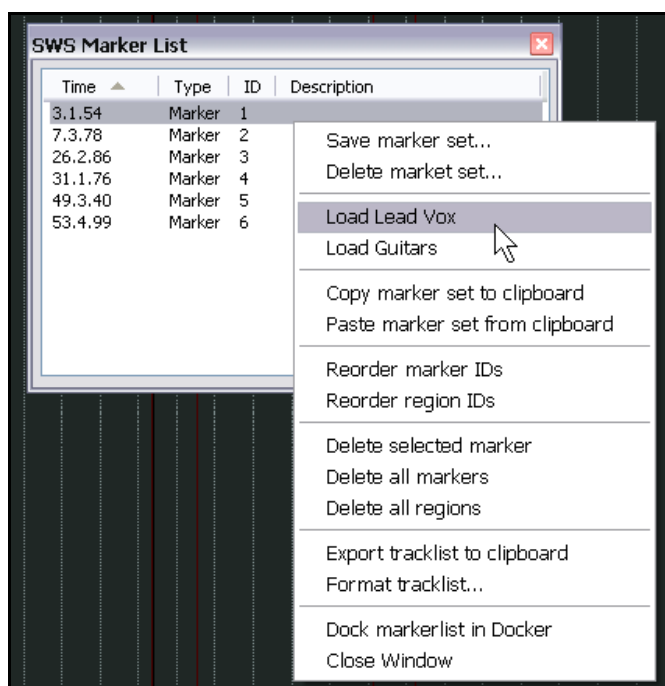 SWS Marker List
Time Type ID Description
3.1.54 Marker 1
7.3.78 Marker 2
26.2.86 Marker 3
31.1.76 Marker 4
49.3.40 Marker 5
53.4.99 Marker 6
Save marker set...
Delete market set...
Load Lead Vox
Load Guitars
Copy marker set to clipboard
Paste marker set from clipboard
Reorder marker IDs
Reorder region IDs
Delete selected marker
Delete all markers
Delete all regions
Export tracklist to clipboard
Format tracklist...
Dock markerlist in Docker
Close Window